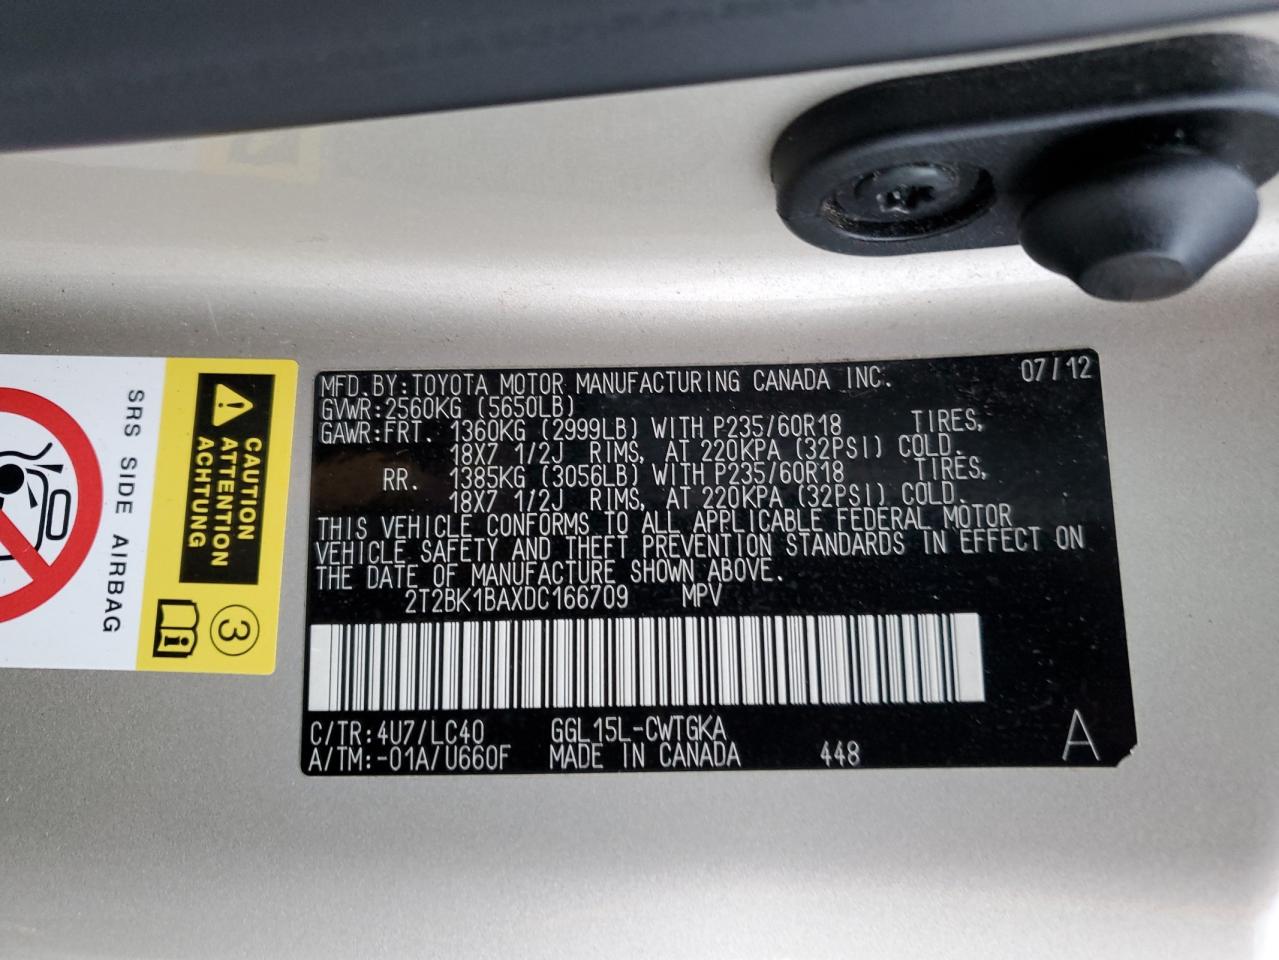 MFD.BY:TOYOTA MOTOR MANUFACTURING CANADA INC. 07/12
GVWR:2560KG (5650LB)
GAWR:FRT. 1360KG (2999LB) WITH P235/60R18 TIRES,
18X7 1/2J RIMS, AT 220KPA (32PSI) COLD.
RR. 1385KG (3056LB) WITH P235/60R18 TIRES,
18X7 1/2J RIMS, AT 220KPA (32PSI) COLD.
THIS VEHICLE CONFORMS TO ALL APPLICABLE FEDERAL MOTOR
VEHICLE SAFETY AND THEFT PREVENTION STANDARDS IN EFFECT ON
THE DATE OF MANUFACTURE SHOWN ABOVE.
2T2BK1BAXDC166709 MPV
C/TR:4U7/LC40 GGL15L-CWTGKA
A/TM:-01A/U660F MADE IN CANADA 448 A
CAUTION
ATTENTION
ACHTUNG
3
SRS SIDE AIRBAG